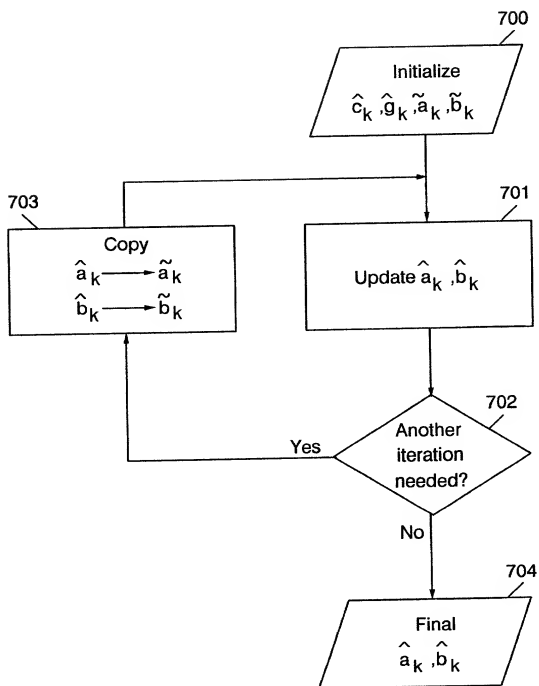 700
Initialize
ĉk ,ĝk ,ãk ,b̃k
703
Copy
âk → ãk
b̂k → b̃k
701
Update âk ,b̂k
702
Another
iteration
needed?
Yes
No
704
Final
âk ,b̂k